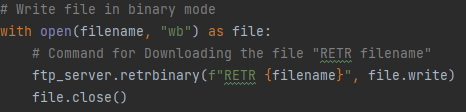 # Write file in binary mode
with open(filename, "wb") as file:
    # Command for Downloading the file "RETR filename"
    ftp_server.retrbinary(f"RETR {filename}", file.write)
    file.close()